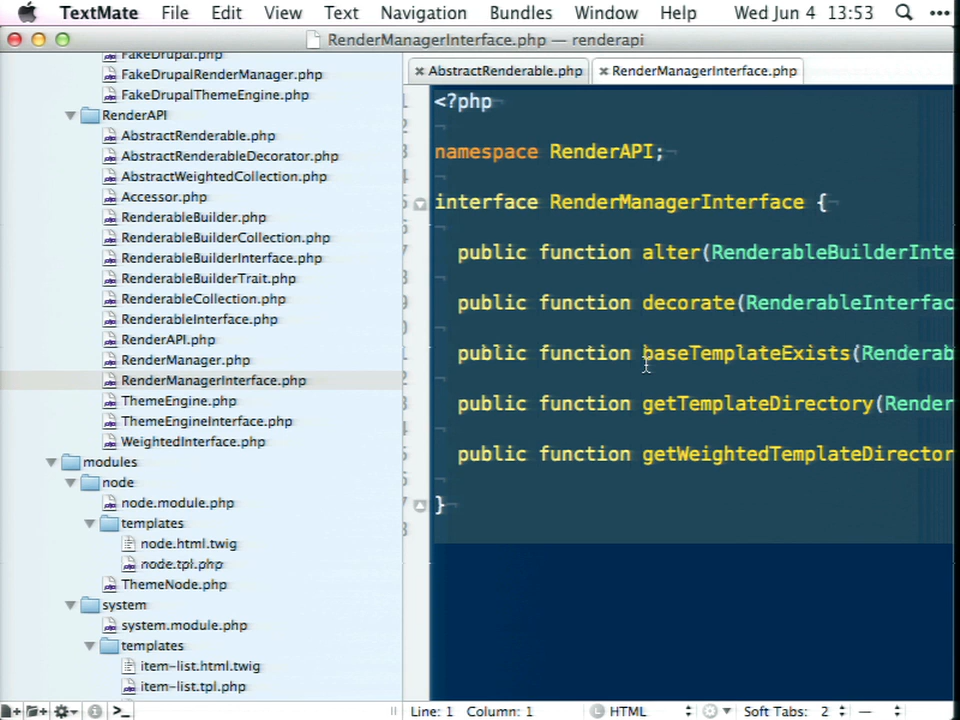 TextMate File Edit View Text Navigation Bundles Window Help Wed Jun 4 13:53
RenderManagerInterface.php — renderapi
FakeDrupal.php
FakeDrupalRenderManager.php
FakeDrupalThemeEngine.php
RenderAPI
AbstractRenderable.php
AbstractRenderableDecorator.php
AbstractWeightedCollection.php
Accessor.php
RenderableBuilder.php
RenderableBuilderCollection.php
RenderableBuilderInterface.php
RenderableBuilderTrait.php
RenderableCollection.php
RenderableInterface.php
RenderAPI.php
RenderManager.php
RenderManagerInterface.php
ThemeEngine.php
ThemeEngineInterface.php
WeightedInterface.php
modules
node
node.module.php
templates
node.html.twig
node.tpl.php
ThemeNode.php
system
system.module.php
templates
item-list.html.twig
item-list.tpl.php
AbstractRenderable.php RenderManagerInterface.php
<?php
namespace RenderAPI;
interface RenderManagerInterface {
public function alter(RenderableBuilderInte
public function decorate(RenderableInterfac
public function baseTemplateExists(Renderab
public function getTemplateDirectory(Render
public function getWeightedTemplateDirector
}
Line: 1 Column: 1 HTML Soft Tabs: 2 —